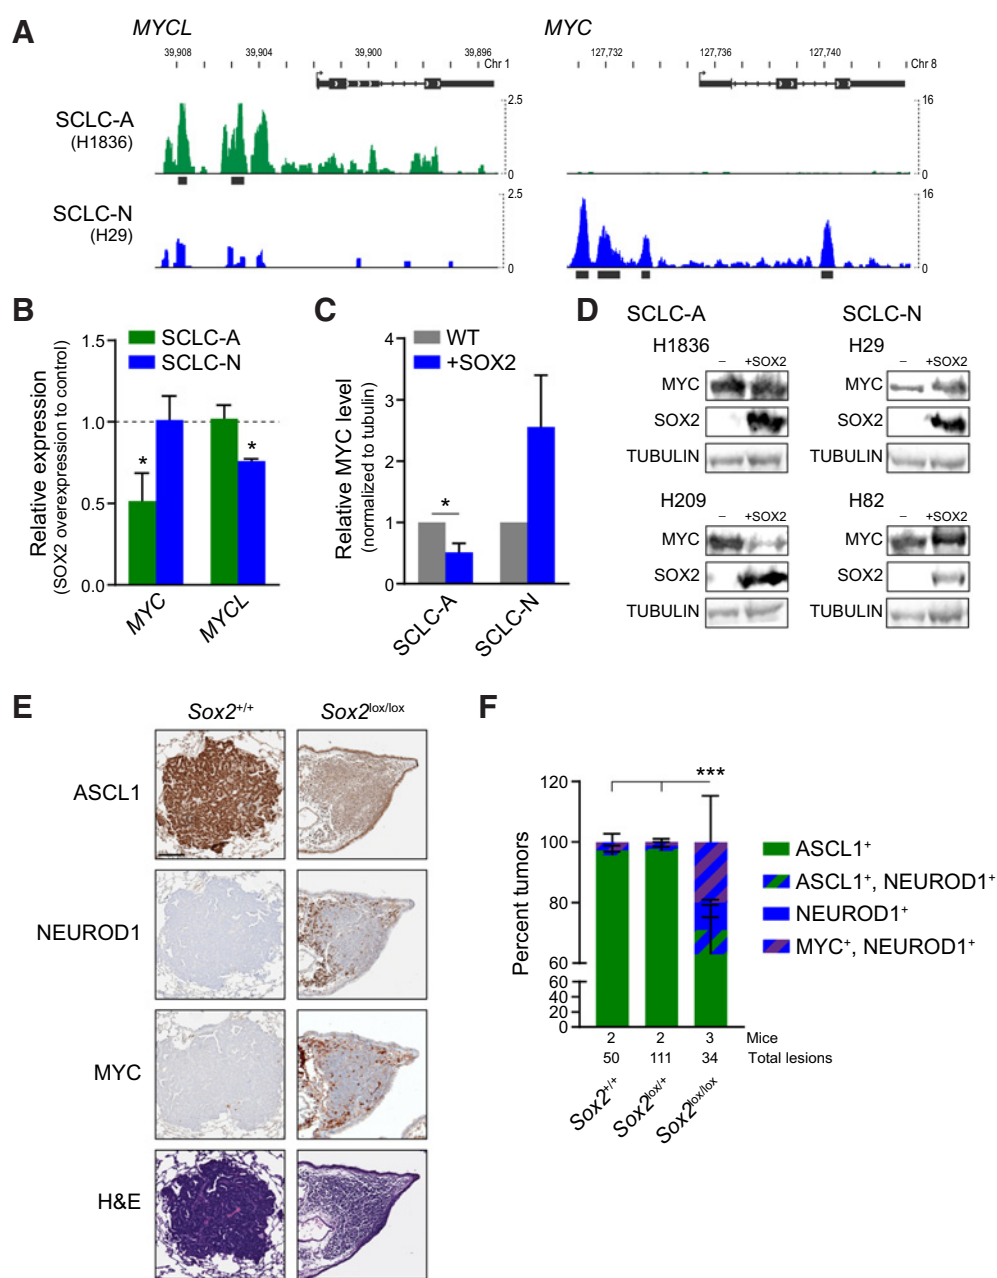 A
MYCL
MYC
39,908 39,904 39,900 39,896
Chr 1
127,732 127,736 127,740
Chr 8
SCLC-A
(H1836)
2.5
0
16
0
SCLC-N
(H29)
2.5
0
16
0
B
SCLC-A
SCLC-N
Relative expression
(SOX2 overexpression to control)
1.5
1.0
0.5
0.0
*
*
MYC
MYCL
C
WT
+SOX2
Relative MYC level
(normalized to tubulin)
4
3
2
1
0
*
SCLC-A
SCLC-N
D
SCLC-A
SCLC-N
H1836
– +SOX2
MYC
SOX2
TUBULIN
H29
– +SOX2
MYC
SOX2
TUBULIN
H209
– +SOX2
MYC
SOX2
TUBULIN
H82
– +SOX2
MYC
SOX2
TUBULIN
E
Sox2+/+
Sox2lox/lox
ASCL1
NEUROD1
MYC
H&E
F
Percent tumors
120
100
80
60
60
40
20
0
***
ASCL1+
ASCL1+, NEUROD1+
NEUROD1+
MYC+, NEUROD1+
2 2 3 Mice
50 111 34 Total lesions
Sox2+/+
Sox2lox/+
Sox2lox/lox